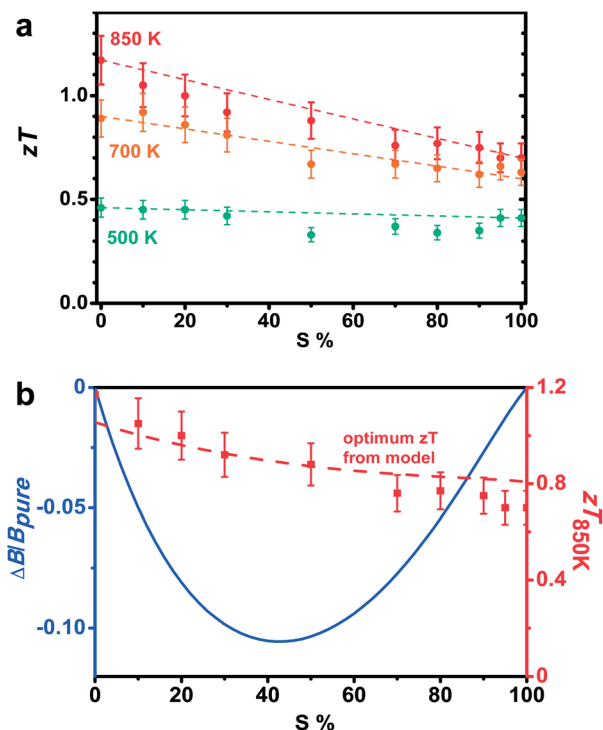 a
850 K
700 K
500 K
zT
1.0
0.5
0.0
0 20 40 60 80 100
S %
b
optimum zT
from model
ΔB/Bpure
0
-0.05
-0.10
zT850K
1.2
0.8
0.4
0
0 20 40 60 80 100
S %